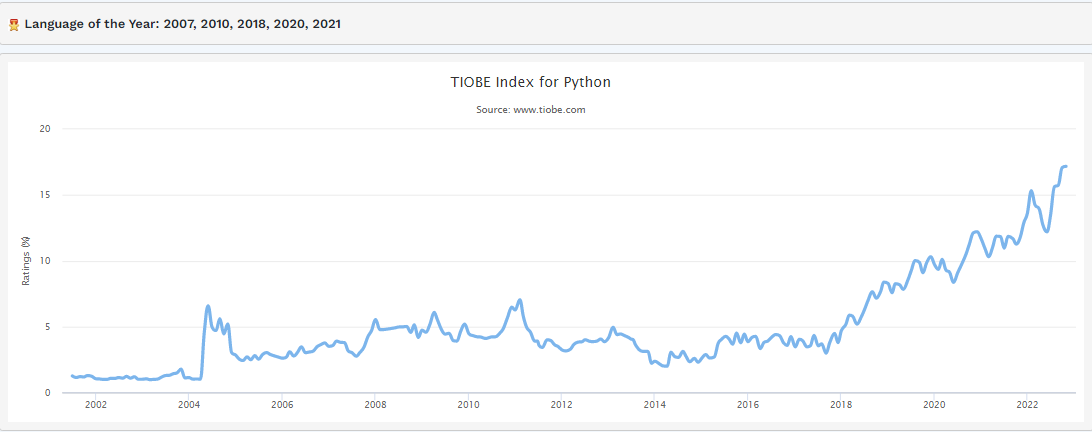 Language of the Year: 2007, 2010, 2018, 2020, 2021
TIOBE Index for Python
Source: www.tiobe.com
Ratings (%)
20
15
10
5
0
2002 2004 2006 2008 2010 2012 2014 2016 2018 2020 2022